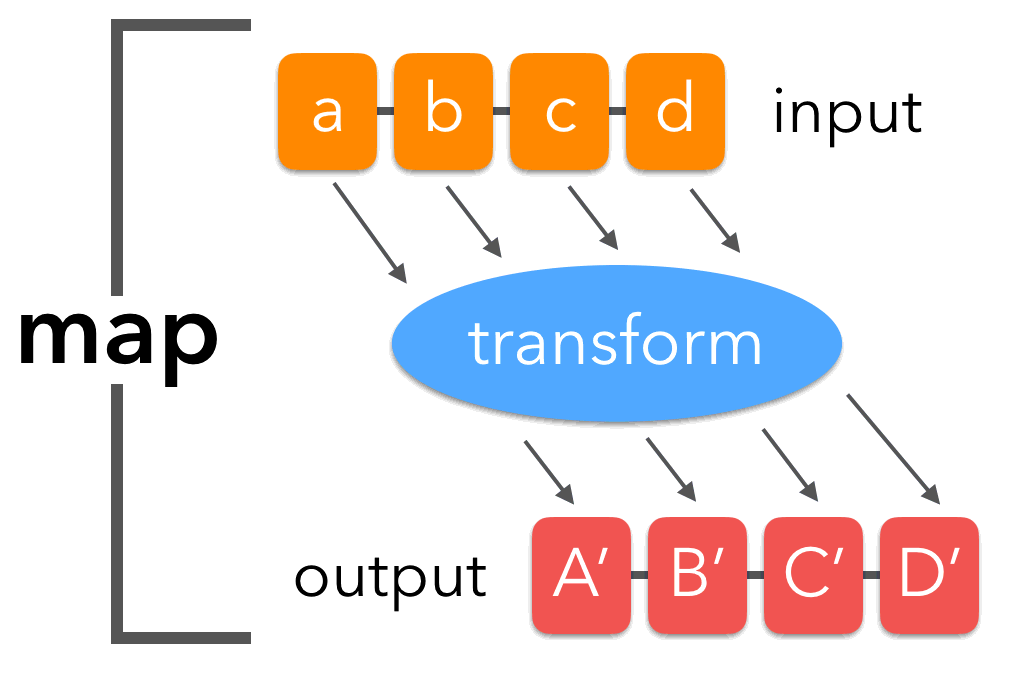 a b c d input
map
transform
output A′ B′ C′ D′